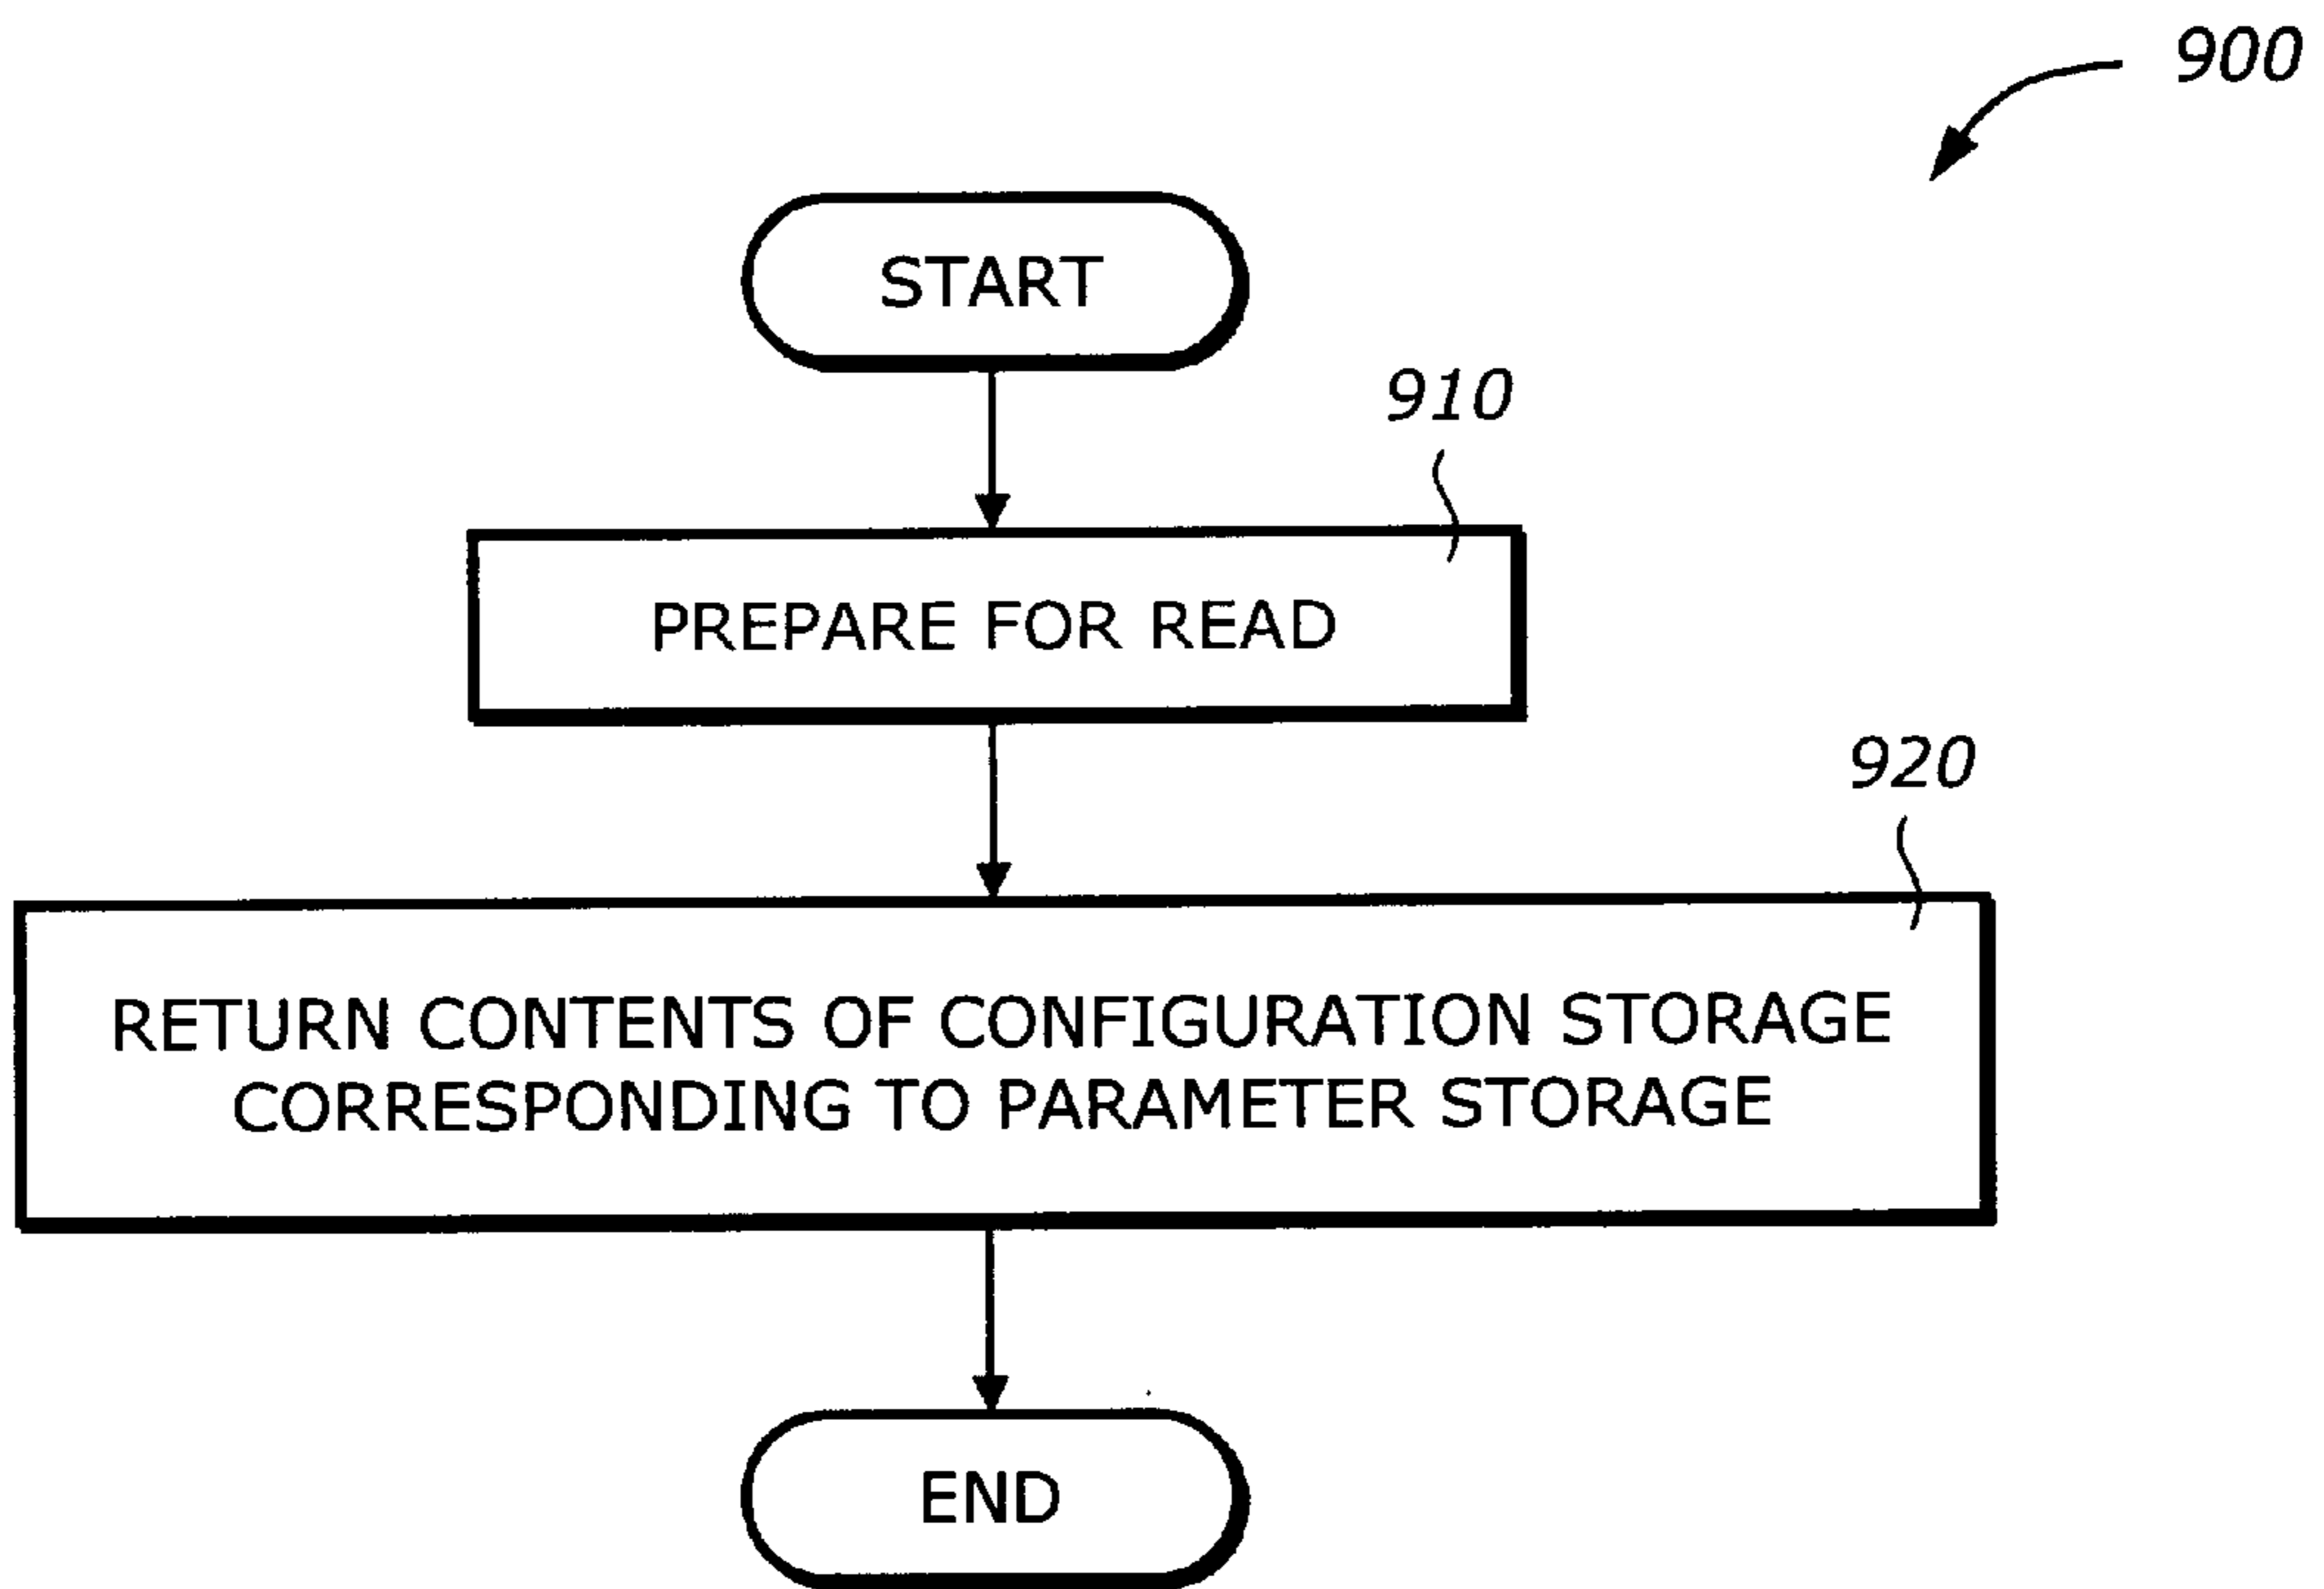 900
START
910
PREPARE FOR READ
920
RETURN CONTENTS OF CONFIGURATION STORAGE
CORRESPONDING TO PARAMETER STORAGE
END